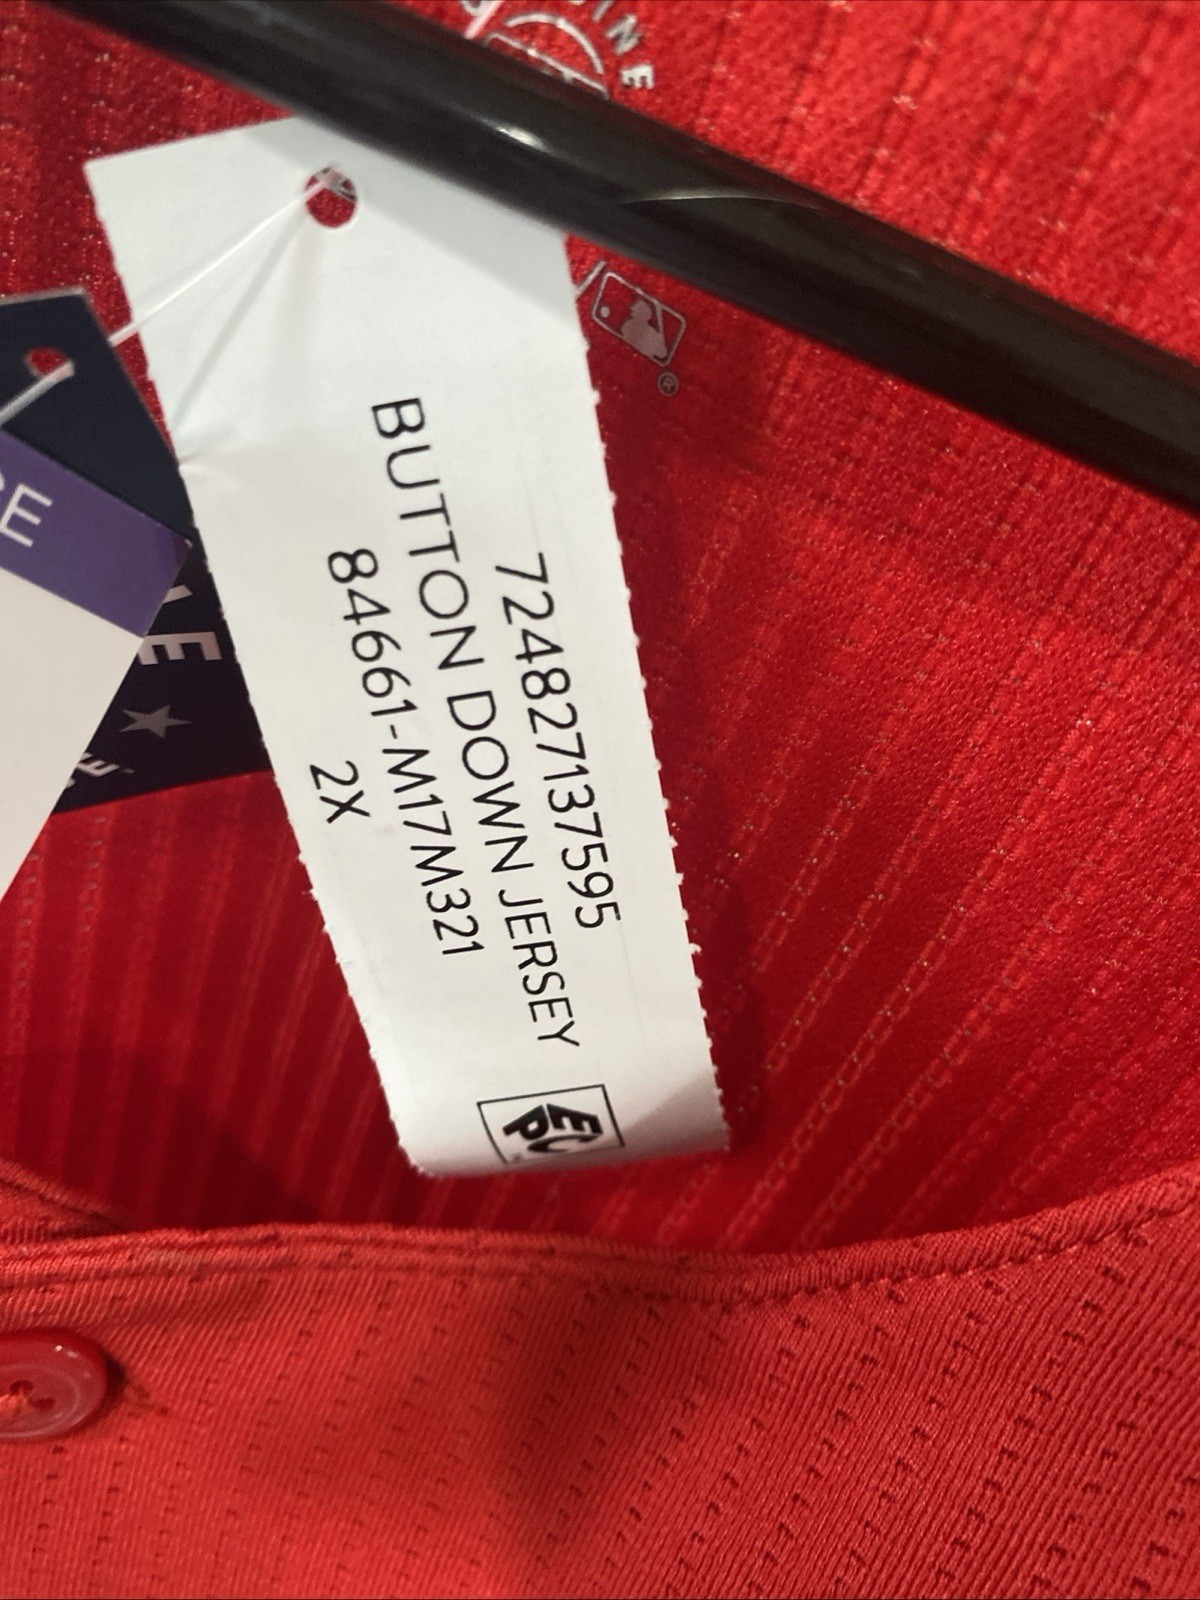 724827137595
BUTTON DOWN JERSEY
84661-M17M321
2X